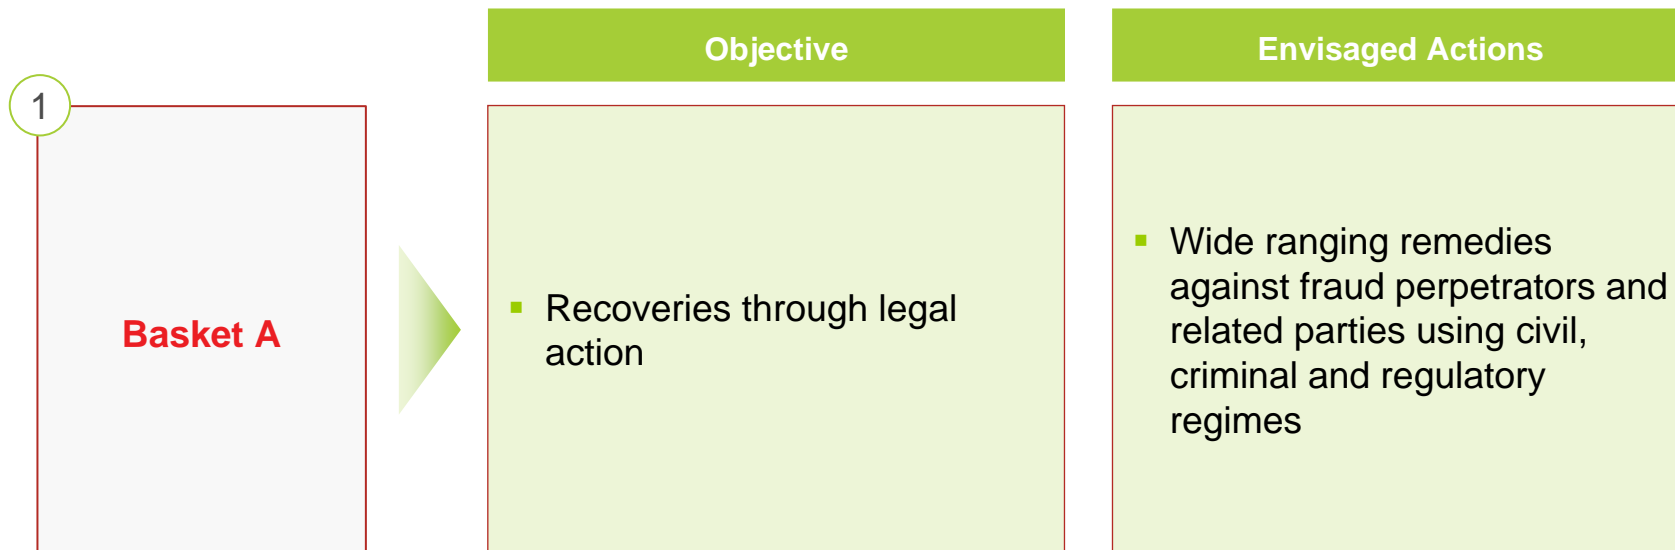 Objective
Envisaged Actions
1
Basket A
▪ Recoveries through legal
action
▪ Wide ranging remedies
against fraud perpetrators and
related parties using civil,
criminal and regulatory
regimes